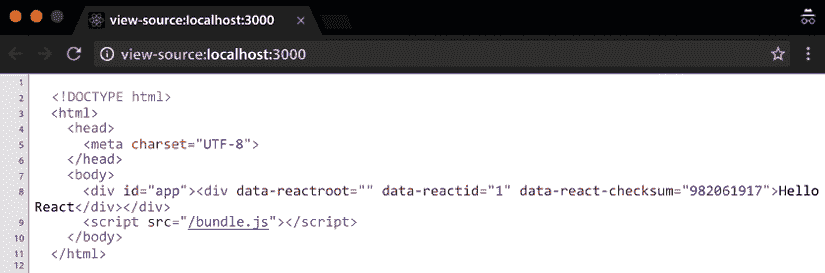 view-source:localhost:3000
view-source:localhost:3000
1
2 <!DOCTYPE html>
3 <html>
4 <head>
5 <meta charset="UTF-8">
6 </head>
7 <body>
8 <div id="app"><div data-reactroot="" data-reactid="1" data-react-checksum="982061917">Hello
React</div></div>
9 <script src="/bundle.js"></script>
10 </body>
11 </html>
12